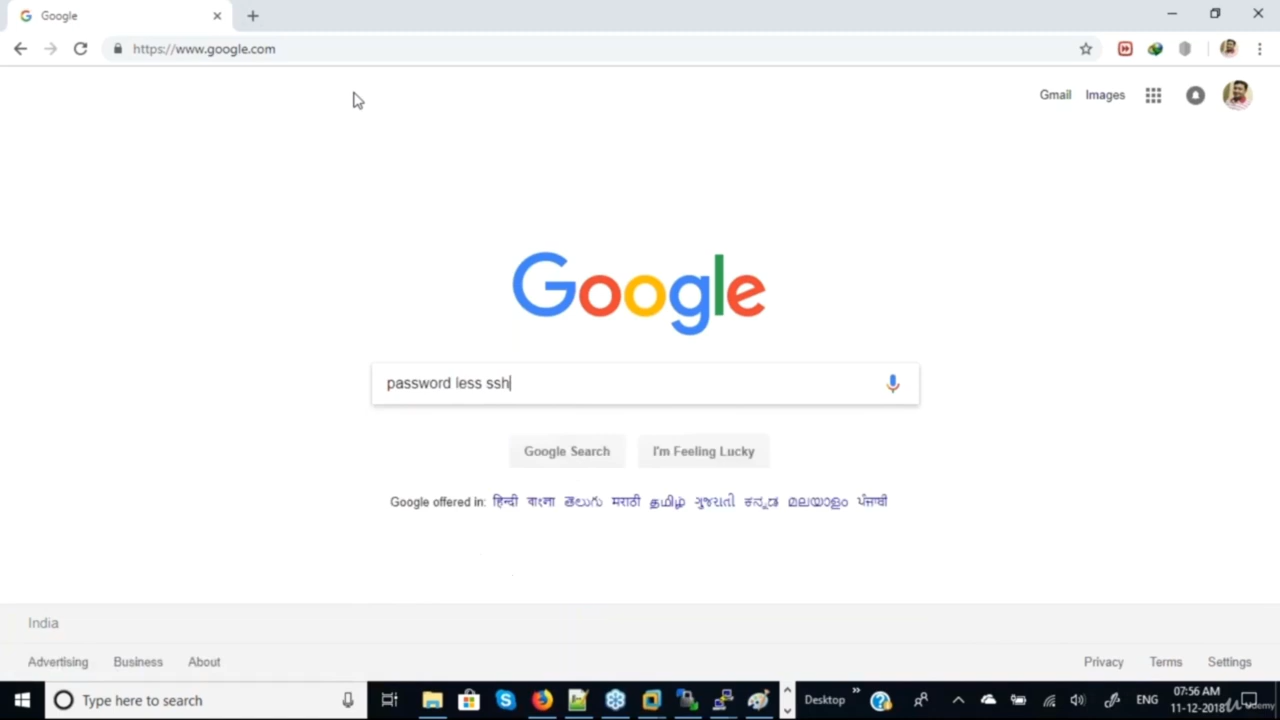 Google
https://www.google.com
Gmail Images
Google
password less ssh
Google Search I'm Feeling Lucky
Google offered in: हिन्दी বাংলা తెలుగు मराठी தமிழ் ગુજરાતી ಕನ್ನಡ മലയാളം ਪੰਜਾਬੀ
India
Advertising Business About
Privacy Terms Settings
Type here to search
Desktop
ENG
07:56 AM
11-12-2018
Udemy